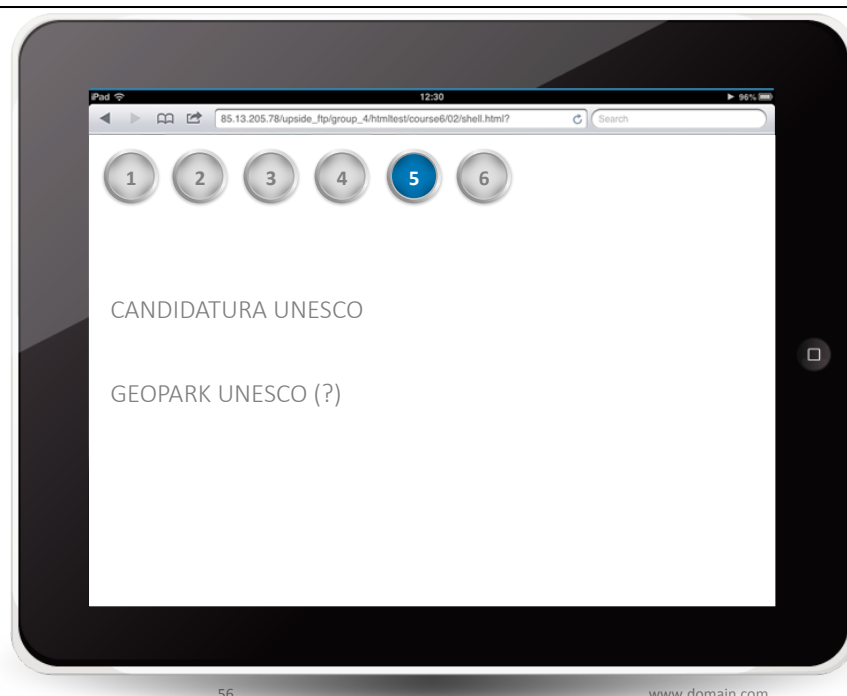 iPad 12:30 96%
85.13.205.78/upside_ftp/group_4/htmltest/course6/02/shell.html? Search
1 2 3 4 5 6
CANDIDATURA UNESCO
GEOPARK UNESCO (?)
56 www.domain.com